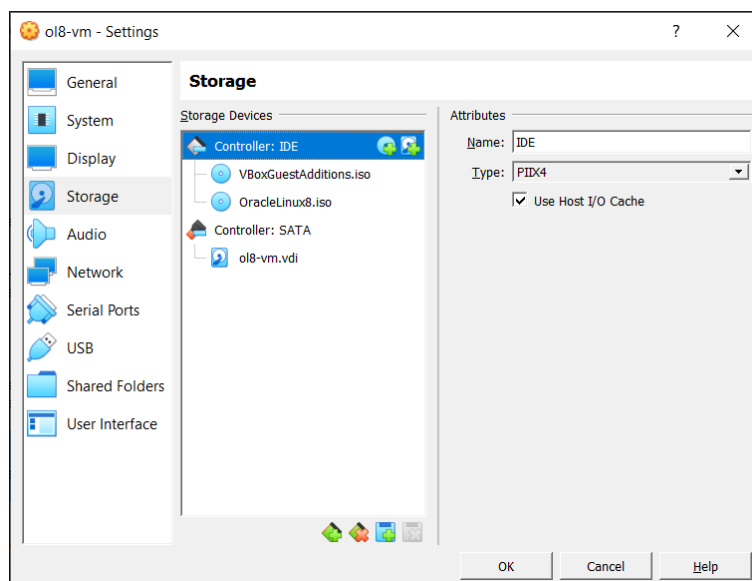 ol8-vm - Settings
?
General
System
Display
Storage
Audio
Network
Serial Ports
USB
Shared Folders
User Interface
Storage
Storage Devices
Controller: IDE
VBoxGuestAdditions.iso
OracleLinux8.iso
Controller: SATA
ol8-vm.vdi
Attributes
Name: IDE
Type: PIIX4
Use Host I/O Cache
OK Cancel Help